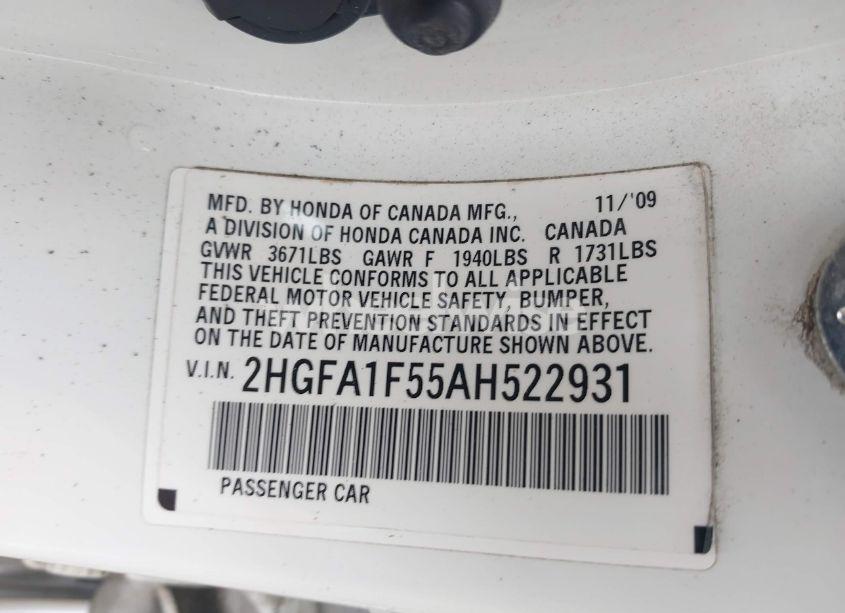 MFD. BY HONDA OF CANADA MFG., 11/'09
A DIVISION OF HONDA CANADA INC. CANADA
GVWR 3671LBS GAWR F 1940LBS R 1731LBS
THIS VEHICLE CONFORMS TO ALL APPLICABLE
FEDERAL MOTOR VEHICLE SAFETY, BUMPER,
AND THEFT PREVENTION STANDARDS IN EFFECT
ON THE DATE OF MANUFACTURE SHOWN ABOVE.
V.I.N. 2HGFA1F55AH522931
PASSENGER CAR